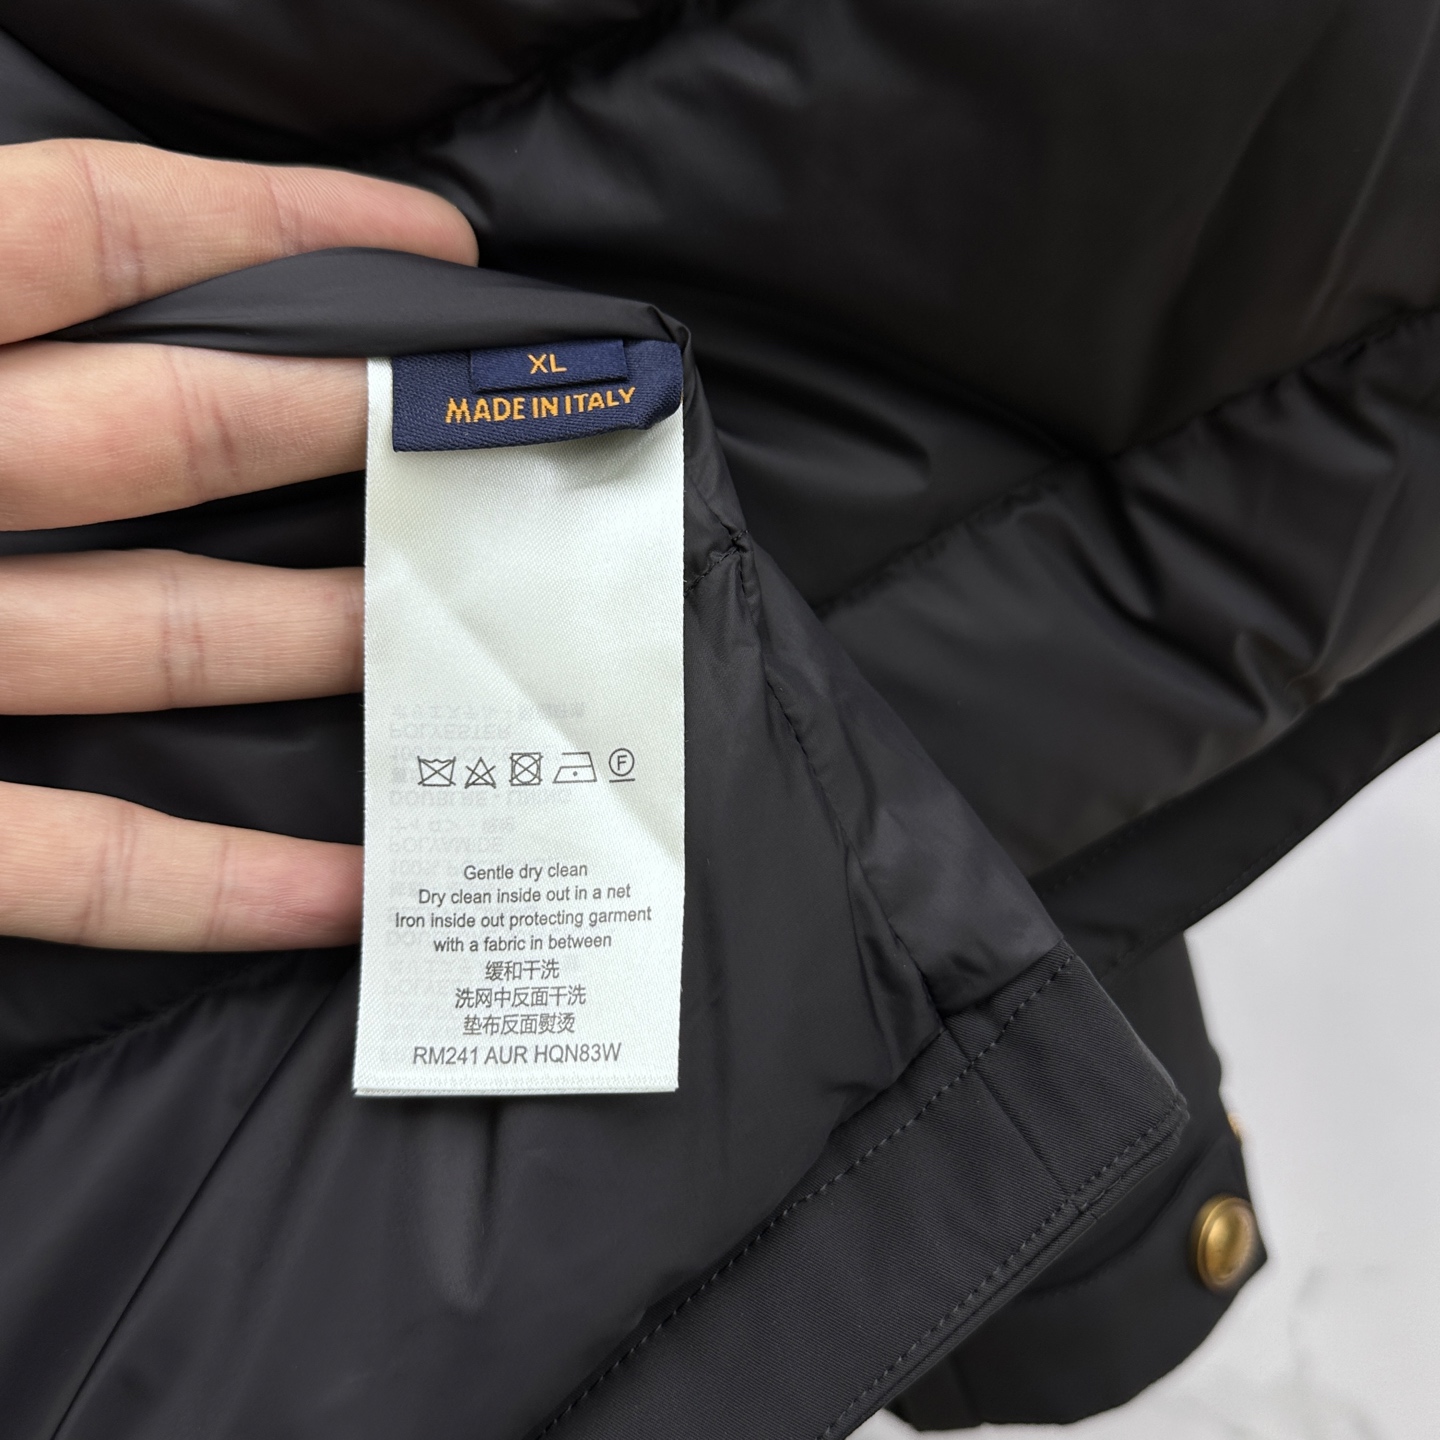 XL
MADE IN ITALY
F
Gentle dry clean
Dry clean inside out in a net
Iron inside out protecting garment
with a fabric in between
缓和干洗
洗网中反面干洗
垫布反面熨烫
RM241 AUR HQN83W